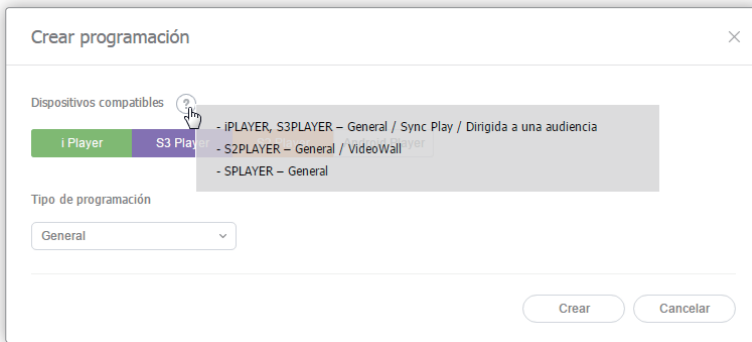 Crear programación
Dispositivos compatibles ?
- iPLAYER, S3PLAYER – General / Sync Play / Dirigida a una audiencia
i Player S3 Player
- S2PLAYER – General / VideoWall
- SPLAYER – General
Tipo de programación
General
Crear Cancelar